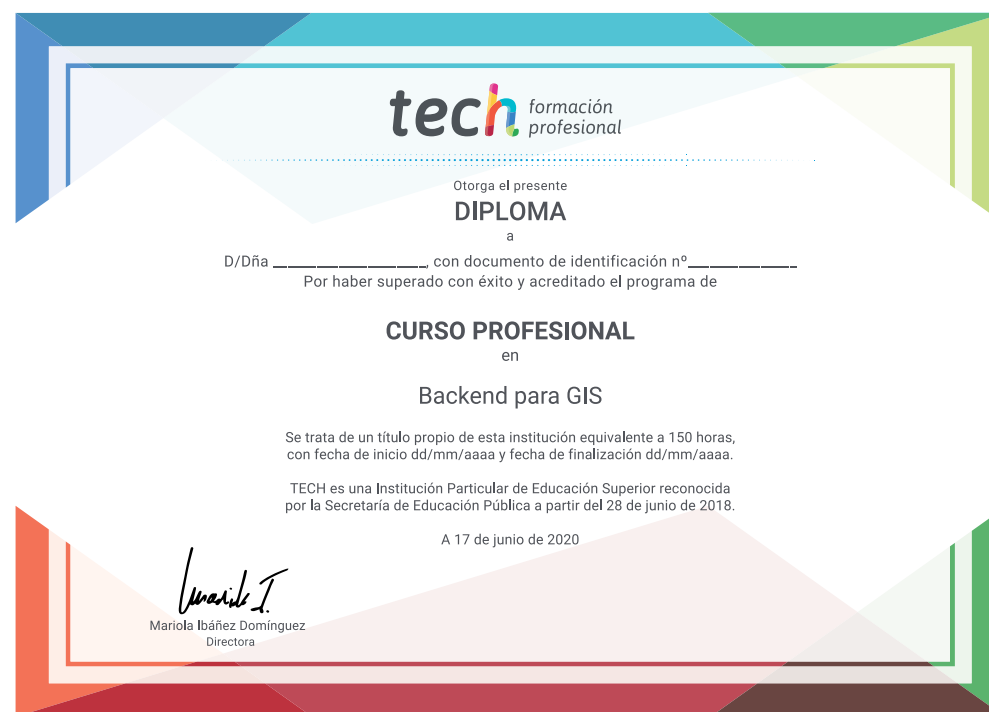 tech formación
profesional
Otorga el presente
DIPLOMA
a
D/Dña ____________________, con documento de identificación nº______________
Por haber superado con éxito y acreditado el programa de
CURSO PROFESIONAL
en
Backend para GIS
Se trata de un título propio de esta institución equivalente a 150 horas,
con fecha de inicio dd/mm/aaaa y fecha de finalización dd/mm/aaaa.
TECH es una Institución Particular de Educación Superior reconocida
por la Secretaría de Educación Pública a partir del 28 de junio de 2018.
A 17 de junio de 2020
Mariola Ibáñez Domínguez
Directora